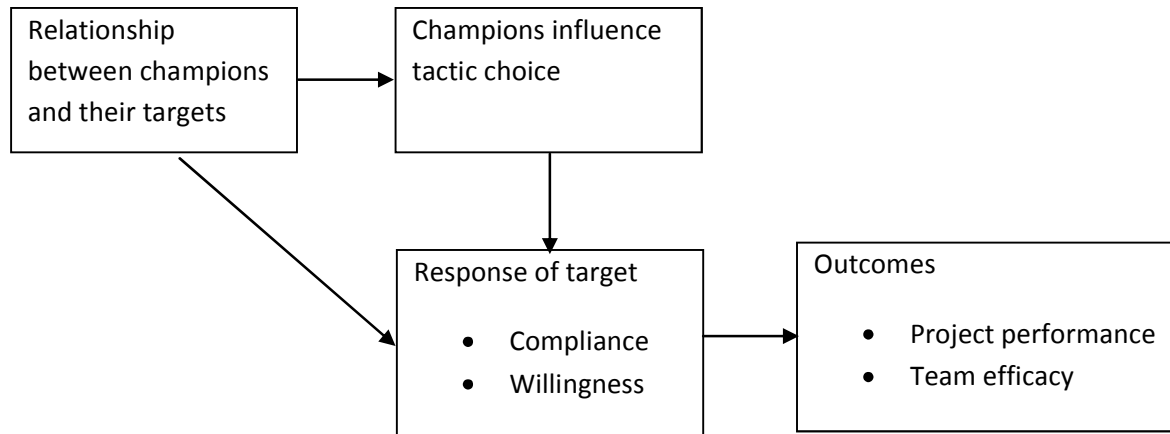 Relationship
between champions
and their targets
Champions influence
tactic choice
Response of target
• Compliance
• Willingness
Outcomes
• Project performance
• Team efficacy